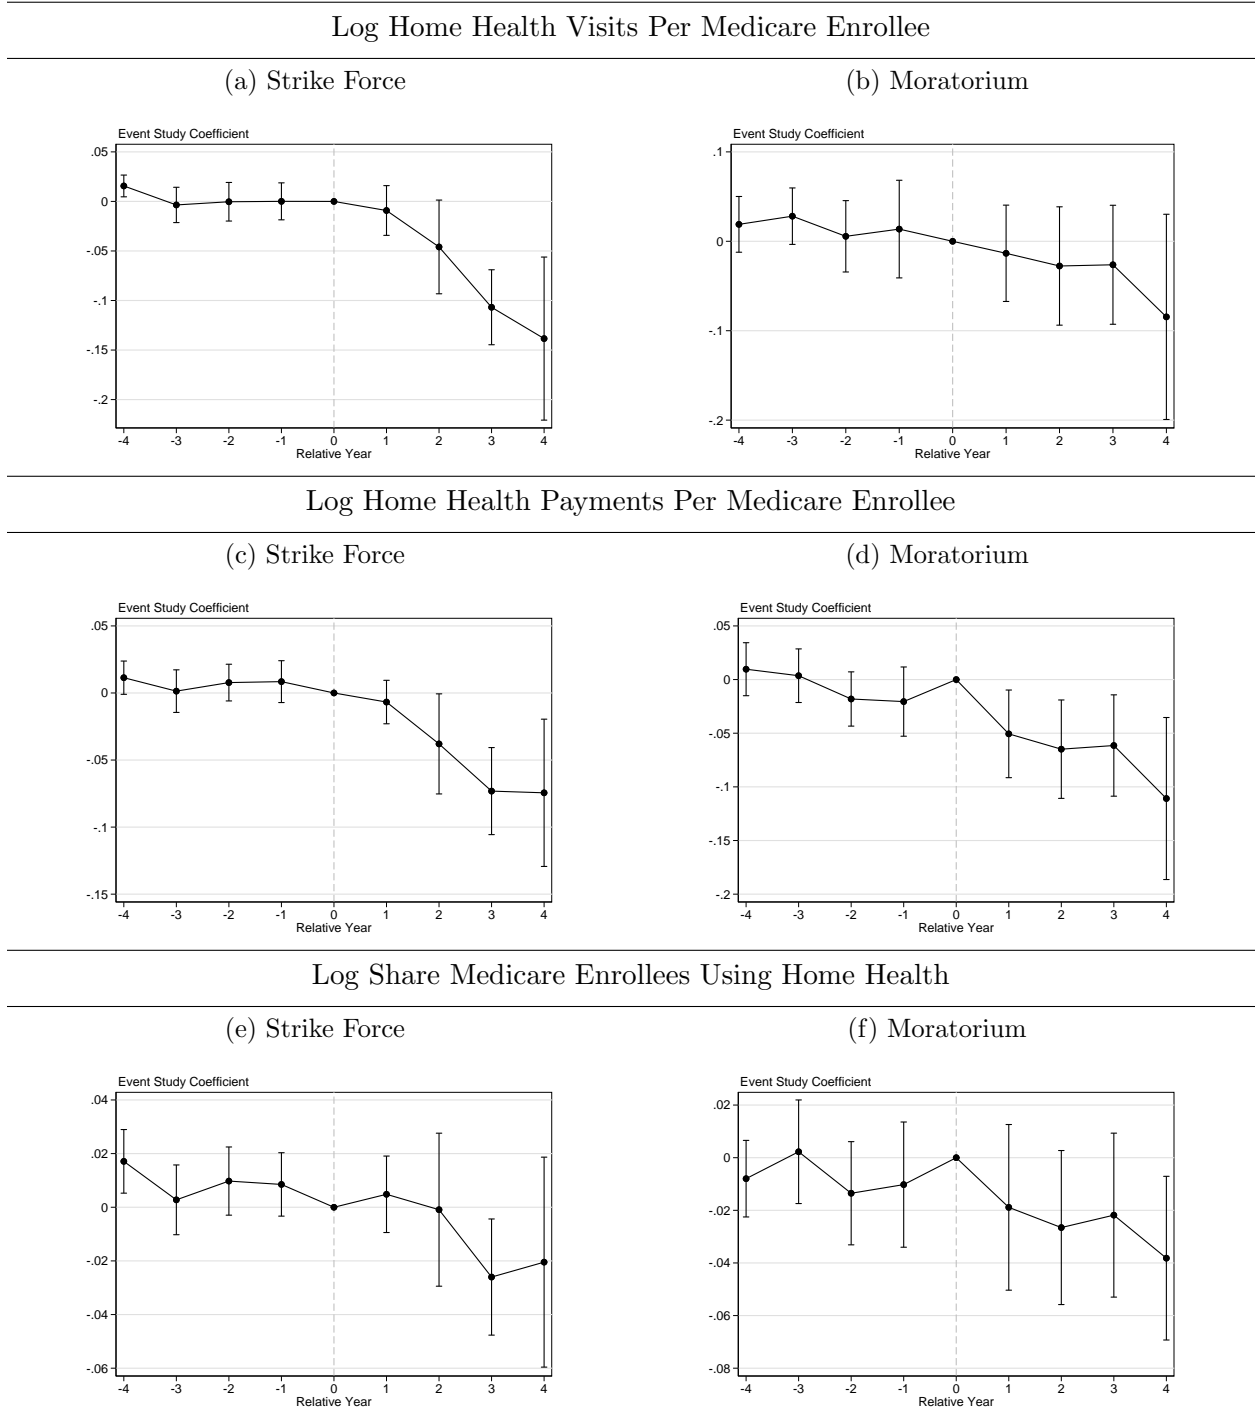 Log Home Health Visits Per Medicare Enrollee
(a) Strike Force
(b) Moratorium
Event Study Coefficient
.05
0
-.05
-.1
-.15
-.2
-4 -3 -2 -1 0 1 2 3 4
Relative Year
Event Study Coefficient
.1
0
-.1
-.2
-4 -3 -2 -1 0 1 2 3 4
Relative Year
Log Home Health Payments Per Medicare Enrollee
(c) Strike Force
(d) Moratorium
Event Study Coefficient
.05
0
-.05
-.1
-.15
-4 -3 -2 -1 0 1 2 3 4
Relative Year
Event Study Coefficient
.05
0
-.05
-.1
-.15
-.2
-4 -3 -2 -1 0 1 2 3 4
Relative Year
Log Share Medicare Enrollees Using Home Health
(e) Strike Force
(f) Moratorium
Event Study Coefficient
.04
.02
0
-.02
-.04
-.06
-4 -3 -2 -1 0 1 2 3 4
Relative Year
Event Study Coefficient
.02
0
-.02
-.04
-.06
-.08
-4 -3 -2 -1 0 1 2 3 4
Relative Year